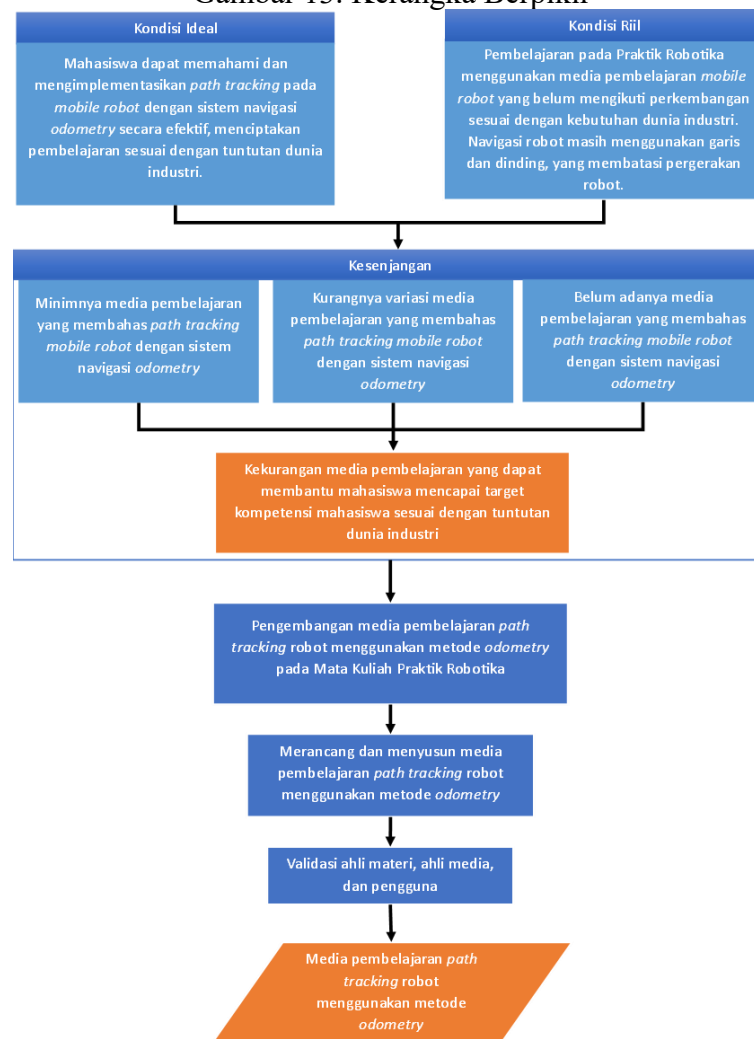 Gambar 13. Kerangka Berpikir
Kondisi Ideal
Mahasiswa dapat memahami dan
mengimplementasikan path tracking pada
mobile robot dengan sistem navigasi
odometry secara efektif, menciptakan
pembelajaran sesuai dengan tuntutan dunia
industri.
Kondisi Riil
Pembelajaran pada Praktik Robotika
menggunakan media pembelajaran mobile
robot yang belum mengikuti perkembangan
sesuai dengan kebutuhan dunia industri.
Navigasi robot masih menggunakan garis
dan dinding, yang membatasi pergerakan
robot.
Kesenjangan
Minimnya media pembelajaran
yang membahas path tracking
mobile robot dengan sistem
navigasi odometry
Kurangnya variasi media
pembelajaran yang membahas
path tracking mobile robot
dengan sistem navigasi
odometry
Belum adanya media
pembelajaran yang membahas
path tracking mobile robot
dengan sistem navigasi
odometry
Kekurangan media pembelajaran yang dapat
membantu mahasiswa mencapai target
kompetensi mahasiswa sesuai dengan tuntutan
dunia industri
Pengembangan media pembelajaran path
tracking robot menggunakan metode odometry
pada Mata Kuliah Praktik Robotika
Merancang dan menyusun media
pembelajaran path tracking robot
menggunakan metode odometry
Validasi ahli materi, ahli media,
dan pengguna
Media pembelajaran path
tracking robot
menggunakan metode
odometry